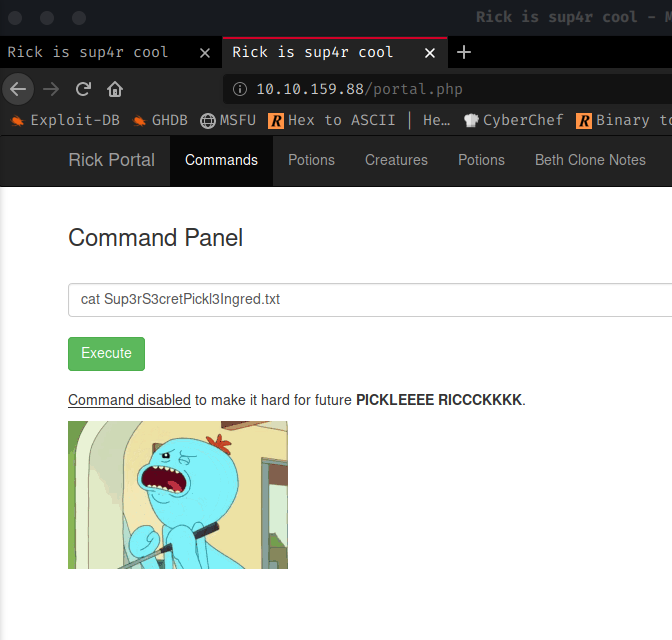 Rick is sup4r cool - M
Rick is sup4r cool Rick is sup4r cool
10.10.159.88/portal.php
Exploit-DB GHDB MSFU Hex to ASCII | He… CyberChef Binary to
Rick Portal Commands Potions Creatures Potions Beth Clone Notes
Command Panel
cat Sup3rS3cretPickl3Ingred.txt
Execute
Command disabled to make it hard for future PICKLEEEE RICCCKKKK.